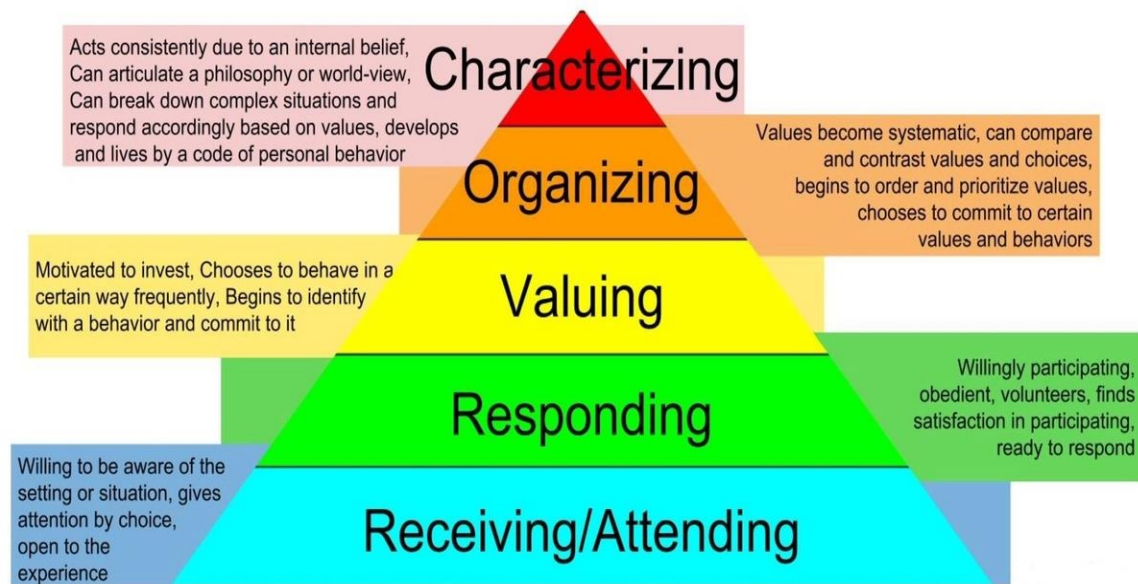 Acts consistently due to an internal belief,
Can articulate a philosophy or world-view,
Can break down complex situations and
respond accordingly based on values, develops
and lives by a code of personal behavior
Characterizing
Organizing
Values become systematic, can compare
and contrast values and choices,
begins to order and prioritize values,
chooses to commit to certain
values and behaviors
Motivated to invest, Chooses to behave in a
certain way frequently, Begins to identify
with a behavior and commit to it
Valuing
Responding
Willingly participating,
obedient, volunteers, finds
satisfaction in participating,
ready to respond
Willing to be aware of the
setting or situation, gives
attention by choice,
open to the
experience
Receiving/Attending